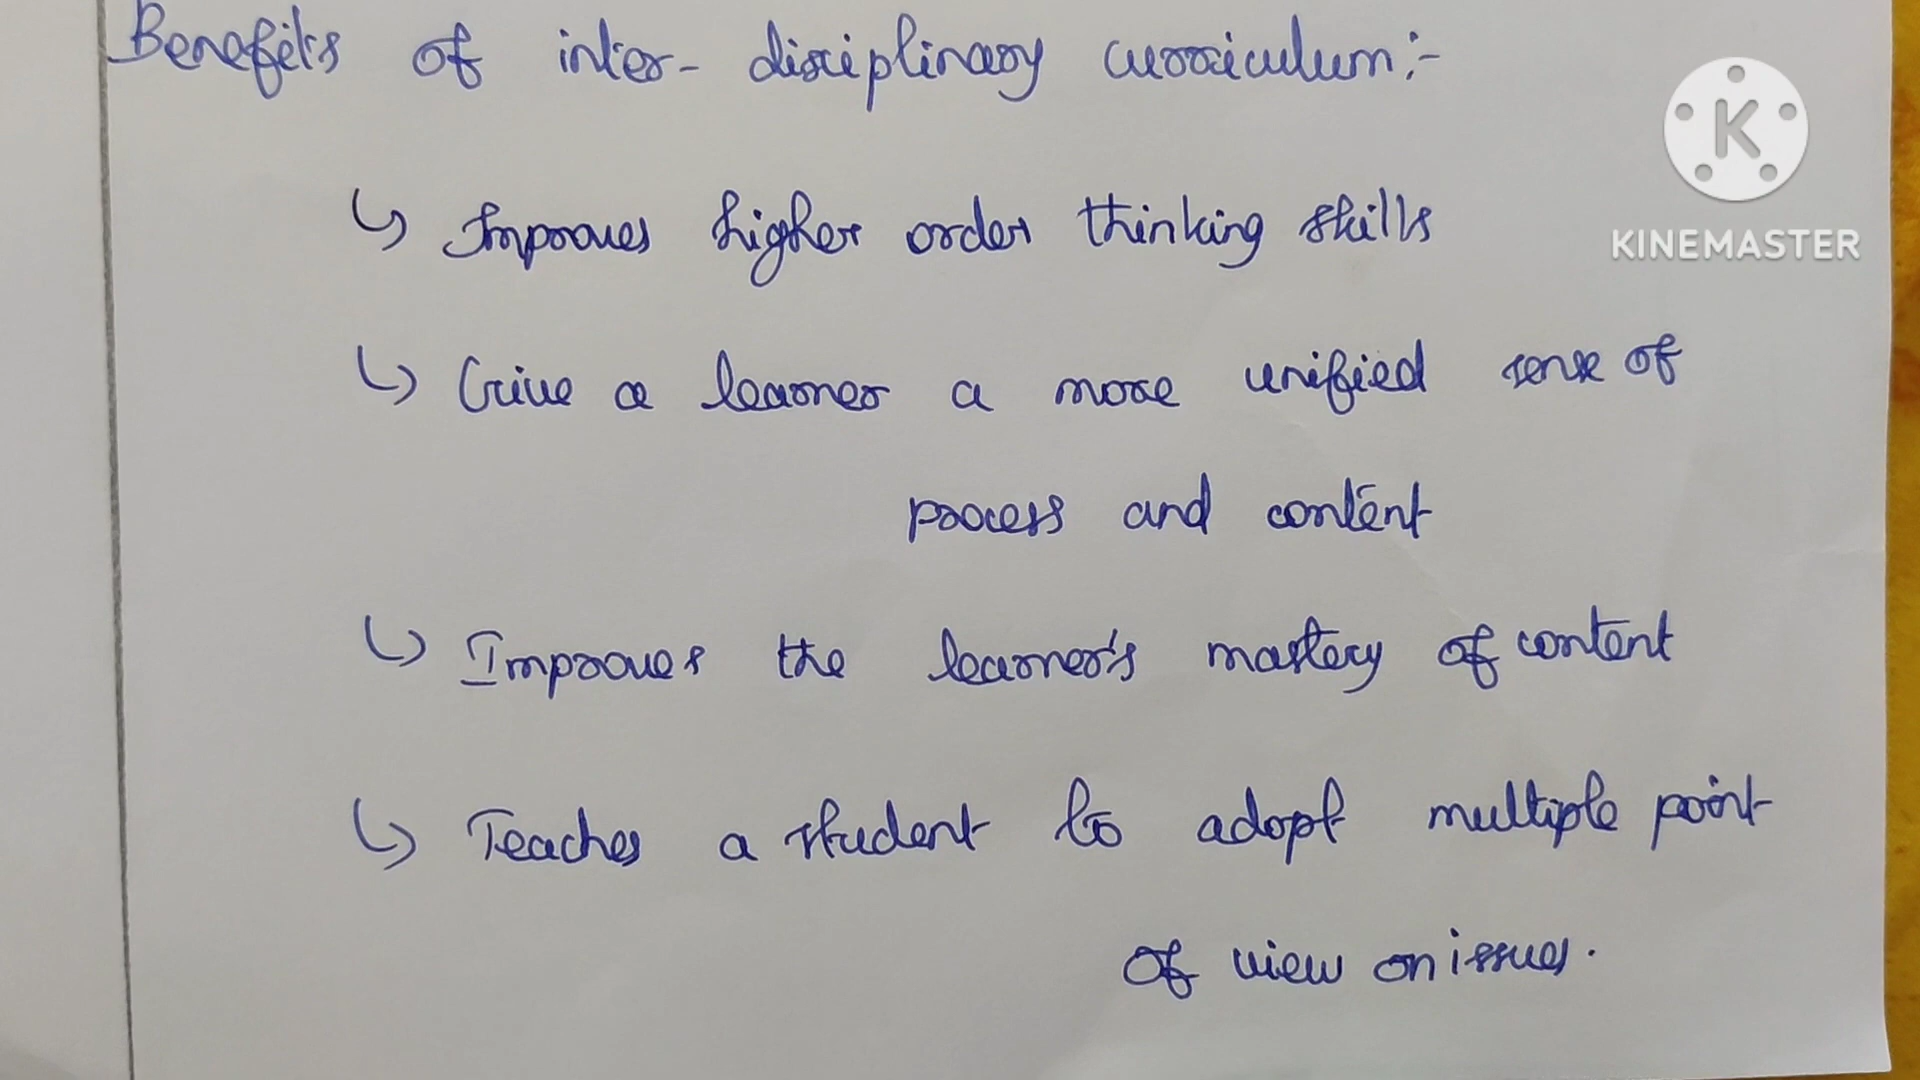 Benefits of inter-disciplinary curriculum:-
↳ Improves higher order thinking skills
↳ Give a learner a more unified sense of
process and content
↳ Improves the learner's mastery of content
↳ Teaches a student to adopt multiple point
of view on issues.
K
KINEMASTER